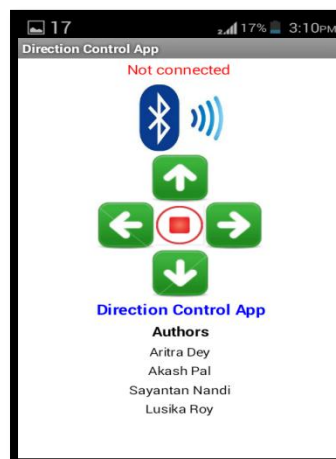 17 2 17% 3:10PM
Direction Control App
Not connected
Direction Control App
Authors
Aritra Dey
Akash Pal
Sayantan Nandi
Lusika Roy